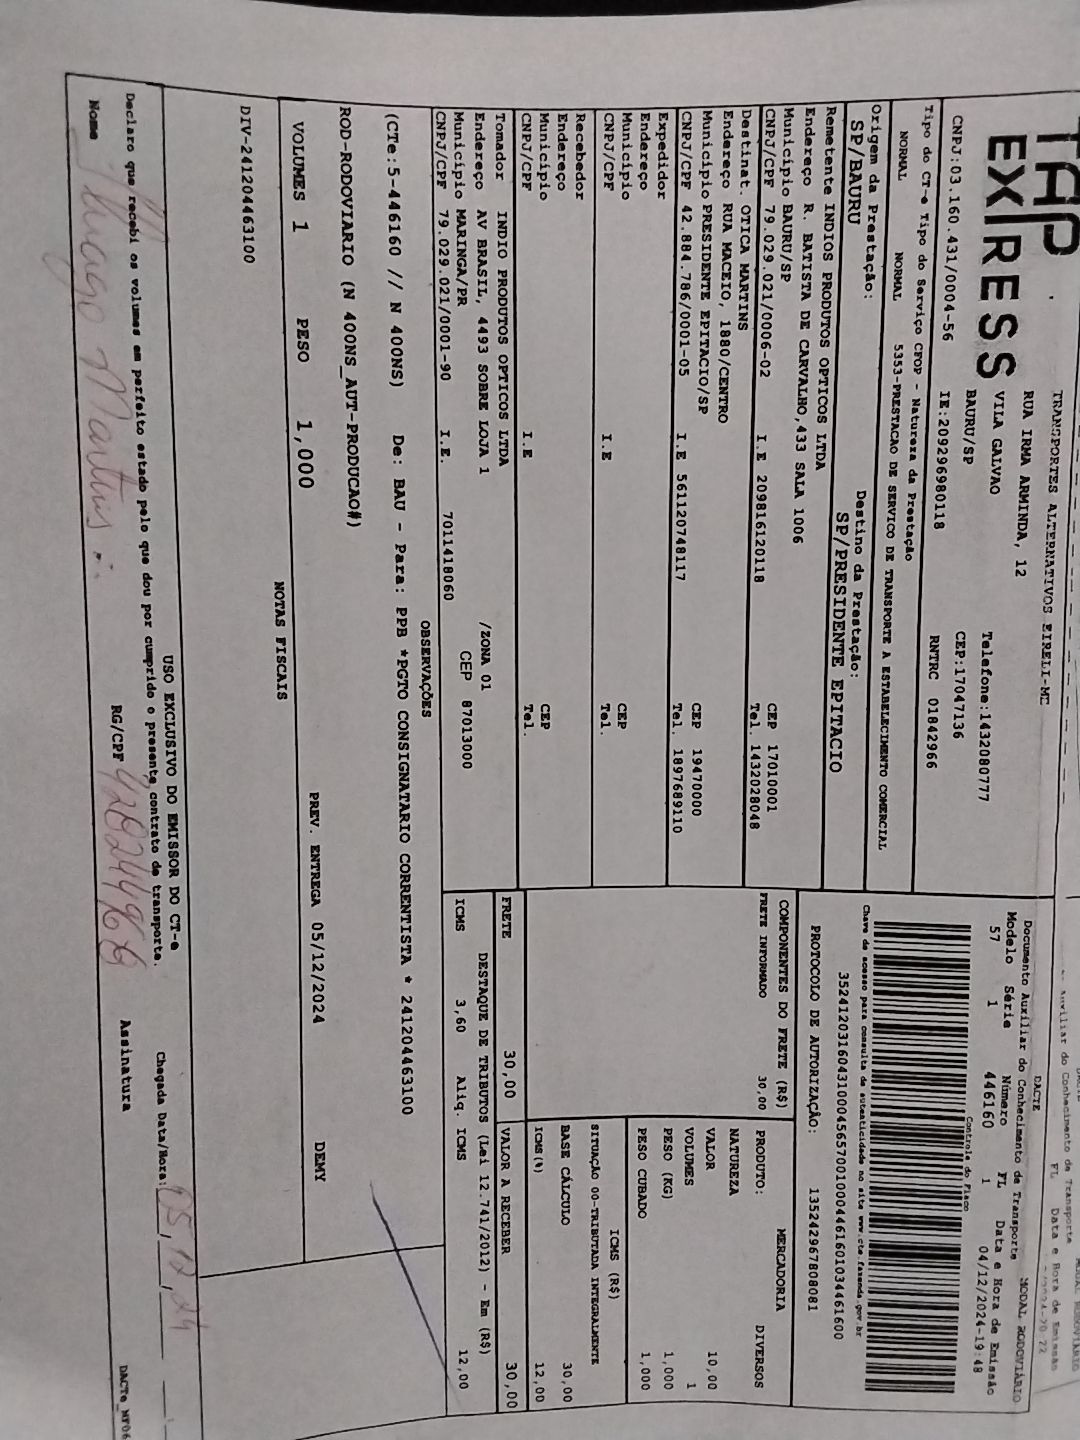 TAP
EXPRESS
TRANSPORTES ALTERNATIVOS EIRELI-ME
RUA IRMA ARMINDA, 12
VILA GALVAO
BAURU/SP
Telefone:1432080777
CEP:17047136
CNPJ:03.160.431/0004-56 IE:209296980118 RNTRC 01842966
Tipo do CT-e Tipo do Serviço CFOP - Natureza da Prestação
NORMAL NORMAL 5353-PRESTACAO DE SERVICO DE TRANSPORTE A ESTABELECIMENTO COMERCIAL
Origem da Prestação: Destino da Prestação:
SP/BAURU SP/PRESIDENTE EPITACIO
DACTE MODAL RODOVIÁRIO
Documento Auxiliar do Conhecimento de Transporte
Modelo Série Número FL Data e Hora de Emissão
57 1 446160 1 04/12/2024-19:48
Controle do Fisco
Chave de acesso para consulta de autenticidade no site www.cte.fazenda.gov.br
35241203160431000456570010004461601034461600
PROTOCOLO DE AUTORIZAÇÃO: 135242967808081
Remetente INDIOS PRODUTOS OPTICOS LTDA
Endereço R. BATISTA DE CARVALHO,433 SALA 1006
Município BAURU/SP CEP 17010001
CNPJ/CPF 79.029.021/0006-02 I.E 209816120118 Tel. 1432028048
Destinat. OTICA MARTINS
Endereço RUA MACEIO, 1880/CENTRO
Município PRESIDENTE EPITACIO/SP CEP 19470000
CNPJ/CPF 42.884.786/0001-05 I.E 561120748117 Tel. 1897689110
Expedidor
Endereço
Município CEP
CNPJ/CPF I.E Tel.
Recebedor
Endereço
Município CEP
CNPJ/CPF I.E Tel.
Tomador INDIO PRODUTOS OPTICOS LTDA
Endereço AV BRASIL, 4493 SOBRE LOJA 1 /ZONA 01
Município MARINGA/PR CEP 87013000
CNPJ/CPF 79.029.021/0001-90 I.E. 7011418060
COMPONENTES DO FRETE (R$)
FRETE INFORMADO 30,00
PRODUTO: MERCADORIA
NATUREZA DIVERSOS
VALOR 10,00
VOLUMES 1
PESO (KG) 1,000
PESO CUBADO 1,000
ICMS (R$)
SITUAÇÃO 00-TRIBUTADA INTEGRALMENTE
BASE CÁLCULO 30,00
ICMS(%) 12,00
FRETE 30,00 VALOR A RECEBER 30,00
DESTAQUE DE TRIBUTOS (Lei 12.741/2012) - Em (R$)
ICMS 3,60 Aliq. ICMS 12,00
OBSERVAÇÕES
(CTe:5-446160 // N 400NS) De: BAU - Para: PPB *PGTO CONSIGNATARIO CORRENTISTA * 241204463100
ROD-RODOVIARIO (N 400NS_AUT-PRODUCAO#)
VOLUMES 1 PESO 1,000 PREV. ENTREGA 05/12/2024 DEMY
NOTAS FISCAIS
DIV-241204463100
USO EXCLUSIVO DO EMISSOR DO CT-e
Declaro que recebi os volumes em perfeito estado pelo que dou por cumprido o presente contrato de transporte. Chegada Data/Hora: 05/12/24
Nome Thiago Martins RG/CPF Assinatura